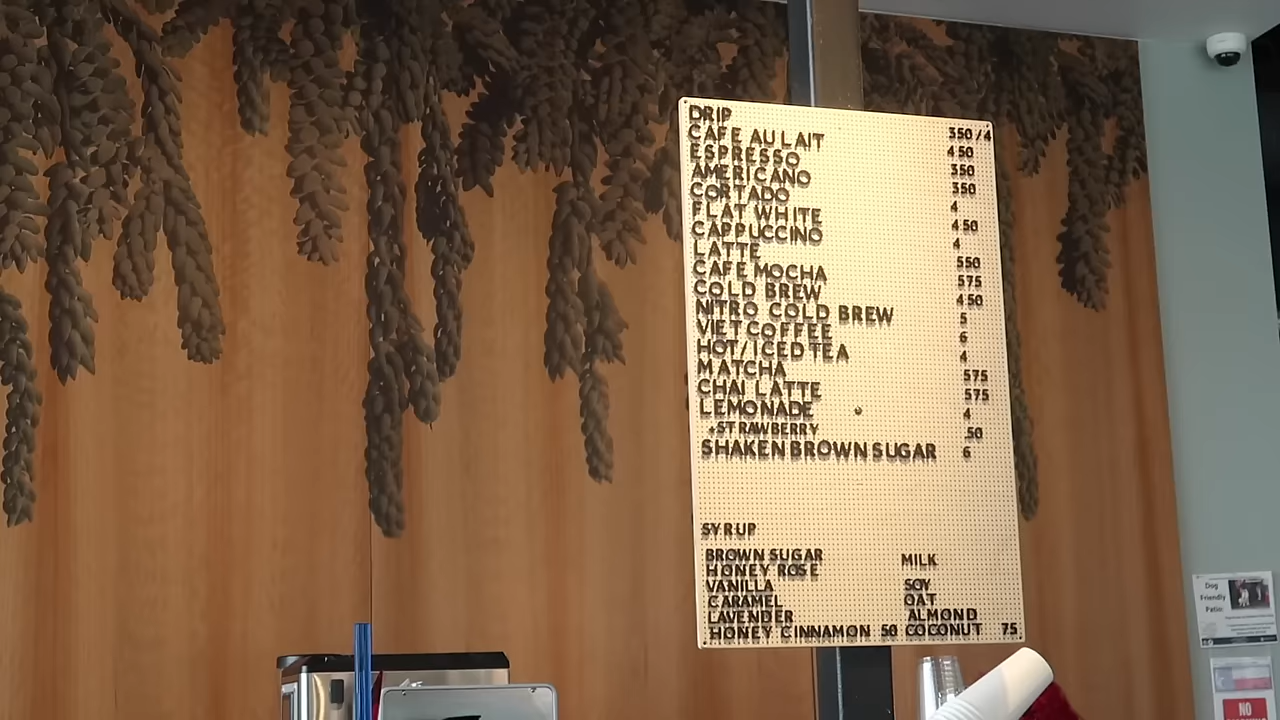 DRIP 350/4
CAFE AU LAIT 450
ESPRESSO 350
AMERICANO 350
CORTADO 4
FLAT WHITE 450
CAPPUCCINO 4
LATTE 550
CAFE MOCHA 575
COLD BREW 450
NITRO COLD BREW 5
VIET COFFEE 6
HOT/ICED TEA 4
MATCHA 575
CHAI LATTE 575
LEMONADE 4
+STRAWBERRY .50
SHAKEN BROWN SUGAR 6
SYRUP
BROWN SUGAR
HONEY ROSE
VANILLA
CARAMEL
LAVENDER
HONEY CINNAMON 50
MILK
SOY
OAT
ALMOND
COCONUT 75
Dog
Friendly
Patio
NO